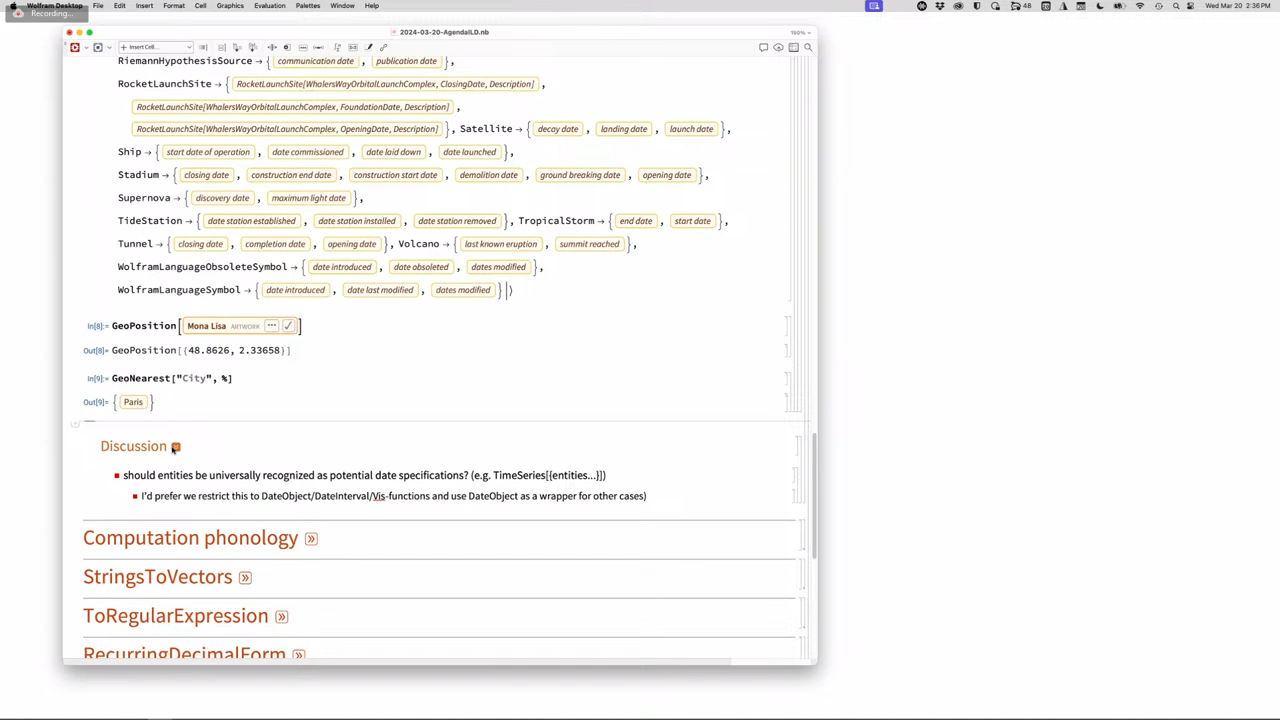 Wolfram Desktop File Edit Insert Format Cell Graphics Evaluation Palettes Window Help 48 Wed Mar 20 2:36 PM
Recording...
2024-03-20-AgendaILD.nb
150%
Insert Cell...
RiemannHypothesisSource → { communication date , publication date },
RocketLaunchSite → { RocketLaunchSite[WhalersWayOrbitalLaunchComplex, ClosingDate, Description] ,
RocketLaunchSite[WhalersWayOrbitalLaunchComplex, FoundationDate, Description] ,
RocketLaunchSite[WhalersWayOrbitalLaunchComplex, OpeningDate, Description] }, Satellite → { decay date , landing date , launch date },
Ship → { start date of operation , date commissioned , date laid down , date launched },
Stadium → { closing date , construction end date , construction start date , demolition date , ground breaking date , opening date },
Supernova → { discovery date , maximum light date },
TideStation → { date station established , date station installed , date station removed }, TropicalStorm → { end date , start date },
Tunnel → { closing date , completion date , opening date }, Volcano → { last known eruption , summit reached },
WolframLanguageObsoleteSymbol → { date introduced , date obsoleted , dates modified },
WolframLanguageSymbol → { date introduced , date last modified , dates modified } |〉
In[8]:= GeoPosition[ Mona Lisa ARTWORK ··· ✓ ]
Out[8]= GeoPosition[{48.8626, 2.33658}]
In[9]:= GeoNearest["City", %]
Out[9]= { Paris }
Discussion
should entities be universally recognized as potential date specifications? (e.g. TimeSeries[{entities...}])
I'd prefer we restrict this to DateObject/DateInterval/Vis-functions and use DateObject as a wrapper for other cases)
Computation phonology »
StringsToVectors »
ToRegularExpression »
RecurringDecimalForm »